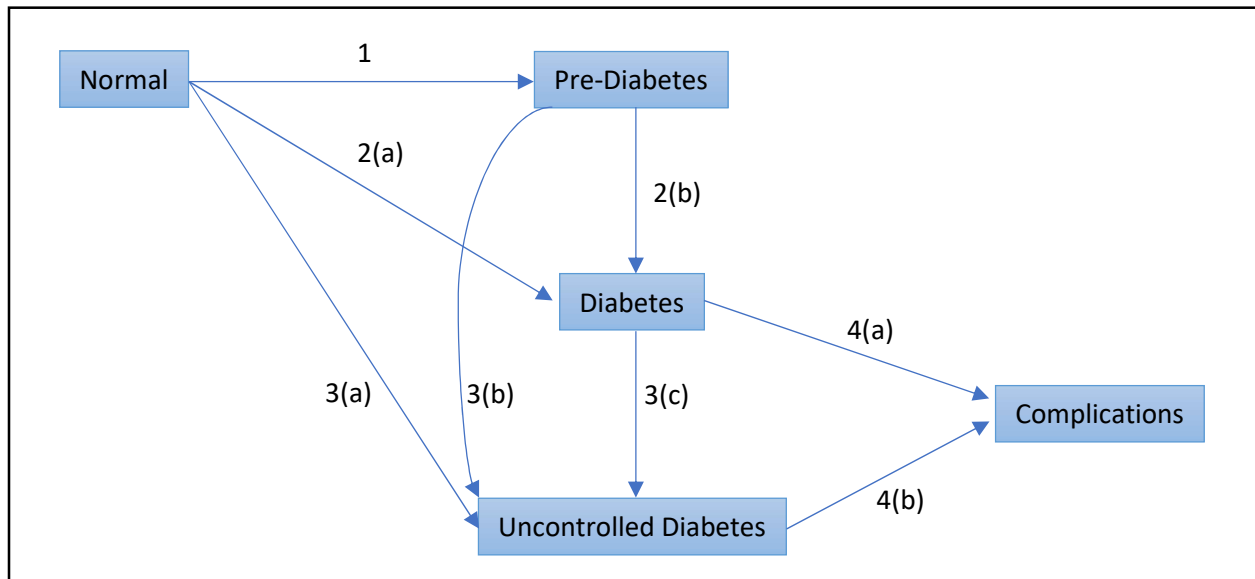 1
Normal
Pre-Diabetes
2(a)
2(b)
Diabetes
4(a)
3(a)
3(b)
3(c)
Complications
4(b)
Uncontrolled Diabetes